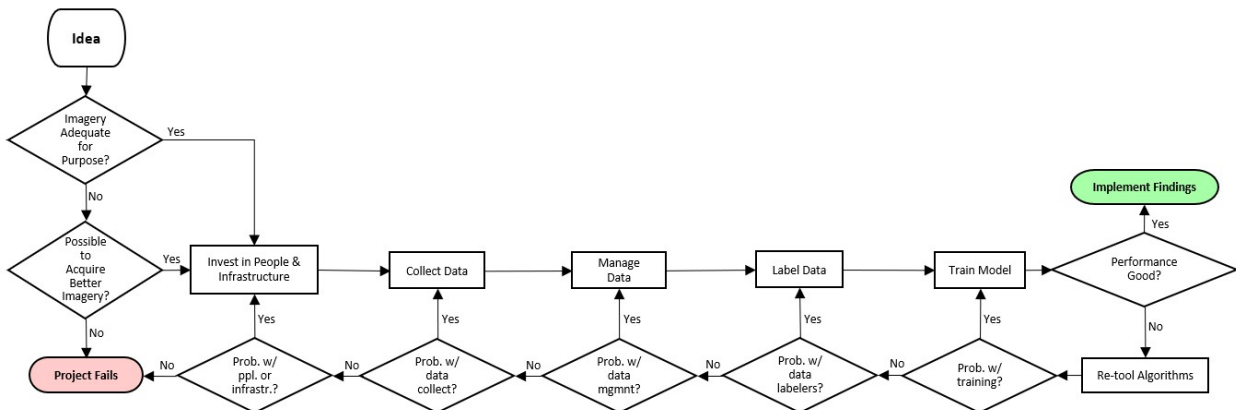 Idea
Imagery
Adequate
for
Purpose?
Yes
No
Possible
to
Acquire
Better
Imagery?
Yes
No
Project Fails
Invest in People &
Infrastructure
Collect Data
Manage
Data
Label Data
Train Model
Performance
Good?
Yes
Implement Findings
No
Re-tool Algorithms
Prob. w/
training?
Yes
No
Prob. w/
data
labelers?
Yes
No
Prob. w/
data
mgmnt?
Yes
No
Prob. w/
data
collect?
Yes
No
Prob. w/
ppl. or
infrastr.?
Yes
No